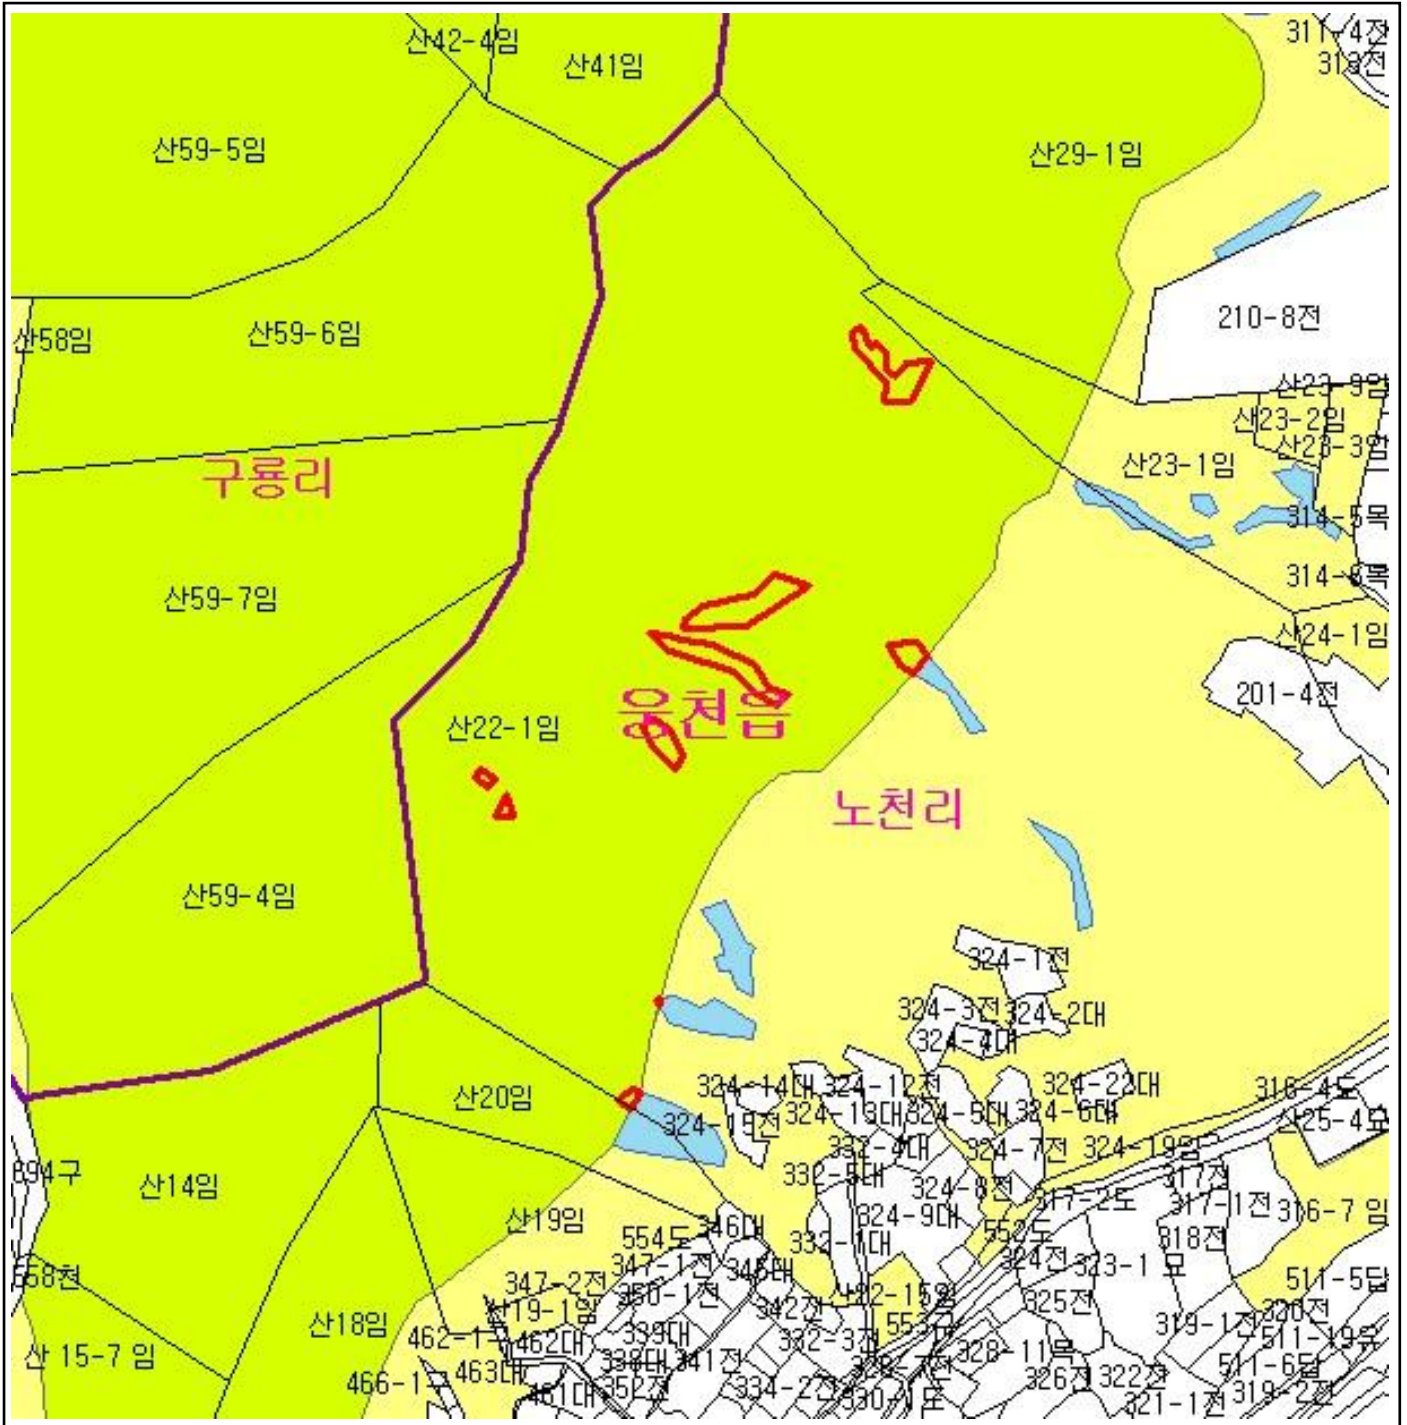 산42-4임
산41임
311-4전
313전
산59-5임
산29-1임
210-8전
산58임
산59-6임
산23-9임
산23-2임
산23-3임
구룡리
산23-1임
314-5목
314-8목
산59-7임
산24-1임
201-4전
웅천읍
산22-1임
노천리
산59-4임
324-1전
324-3전
324-2대
324-4대
324-14대
324-12전
324-22대
316-4도
산20임
324-13대
324-5대
324-6대
산25-4묘
324-15전
332-4대
324-7전
324-19임
332-5대
산14임
324-8전
317전
317-2도
317-1전
316-7 임
산19임
346대
324-9대
554도
332-1대
552도
318전
347-1전
345대
324전
323-1 묘
511-5답
347-2전
350-1전
산22-15임
산19-1임
342전
325전
330전
산18임
462-1구
462대
339대
332-3전
319-1전
511-19유
산 15-7 임
338대
341전
328-11목
511-6답
463대
466-1구
352전
334-2전
326전
322전
319-2전
461대
321-1전